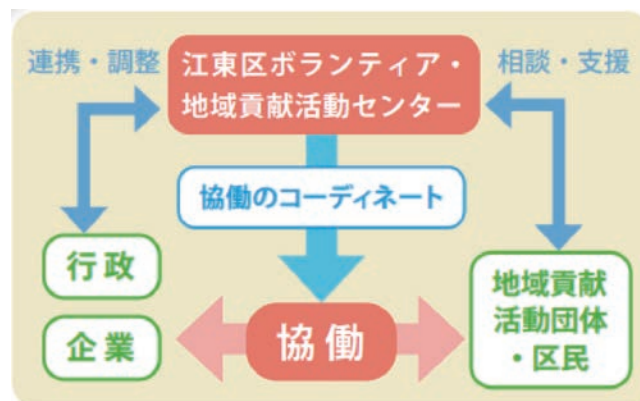 連携・調整
江東区ボランティア・
地域貢献活動センター
相談・支援
協働のコーディネート
行政
企業
協働
地域貢献
活動団体
・区民